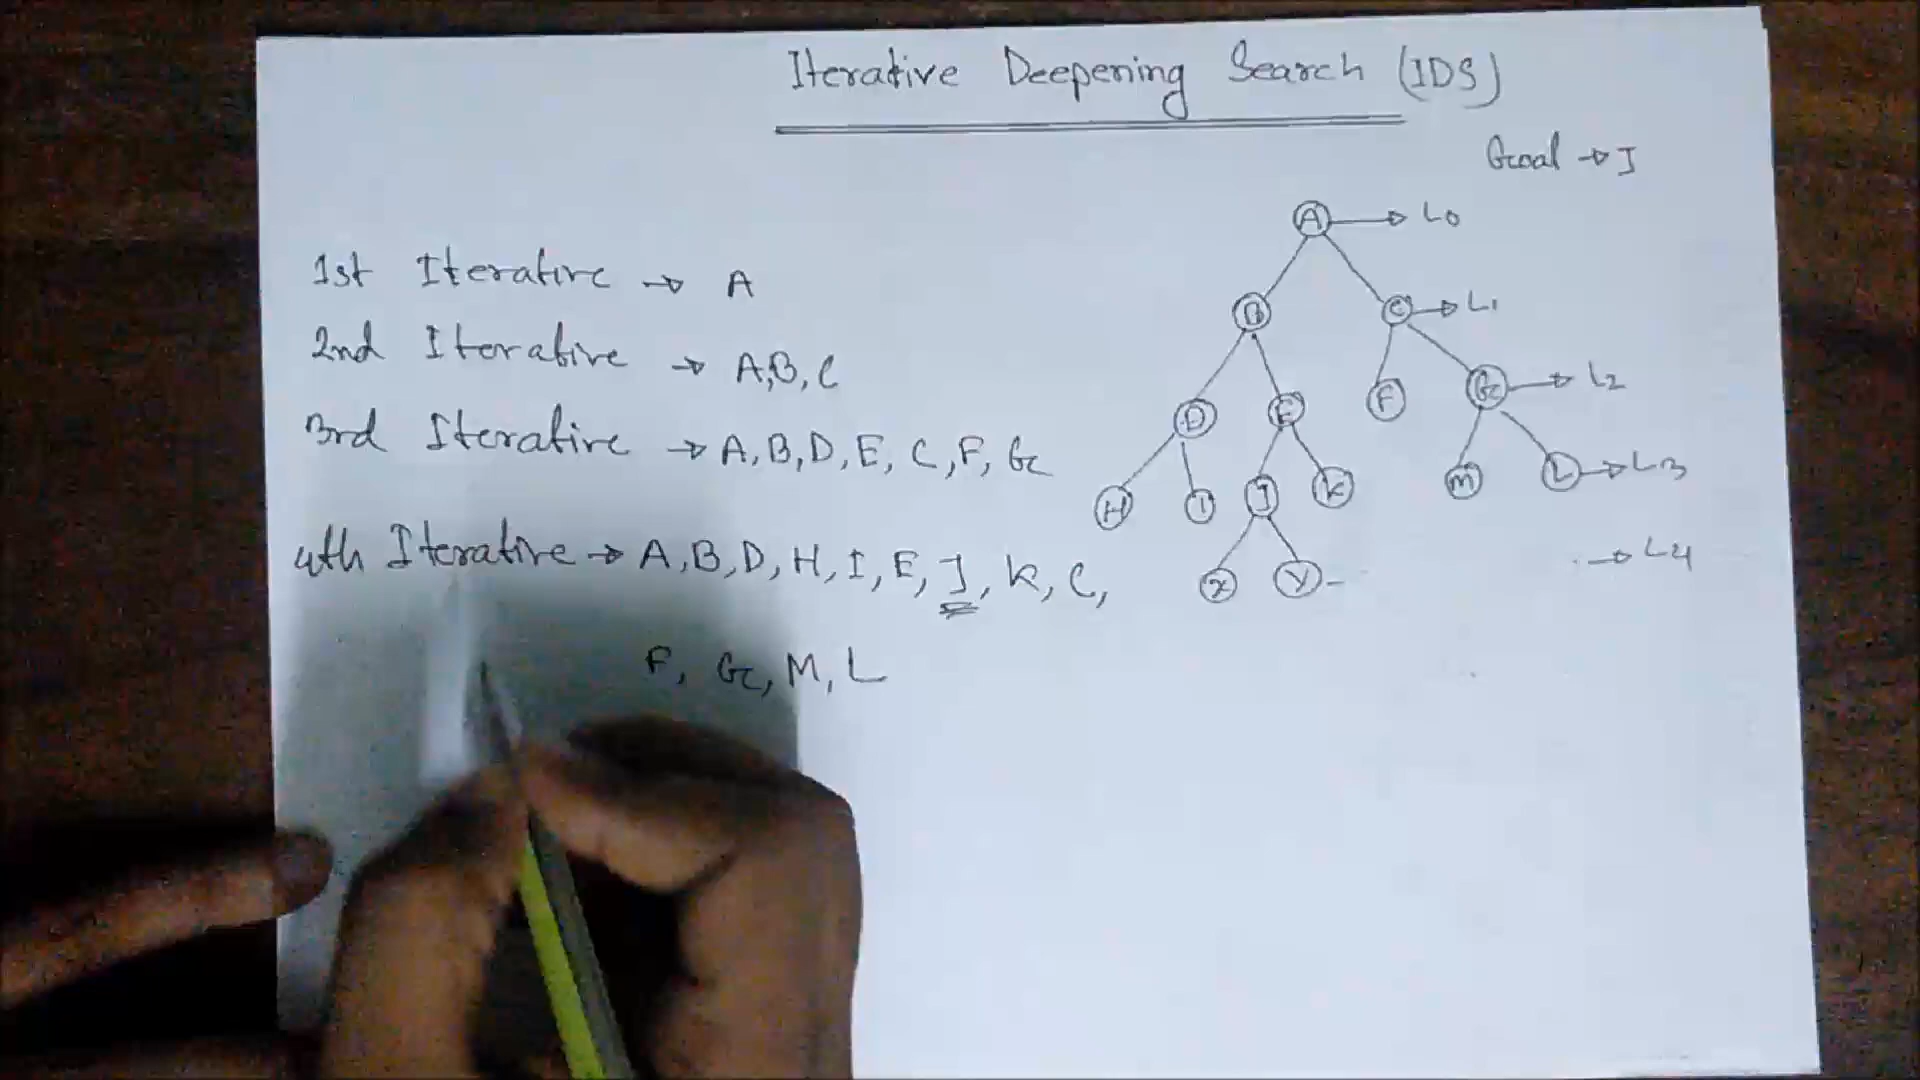 Iterative Deepening Search (IDS)
Goal → J
1st Iterative → A
2nd Iterative → A,B,C
3rd Iterative → A,B,D,E,C,F,G
4th Iterative → A,B,D,H,I,E,J,K,C,
F, G, M, L
A → L0
B C → L1
D E F G → L2
H I J K M L → L3
X Y → L4